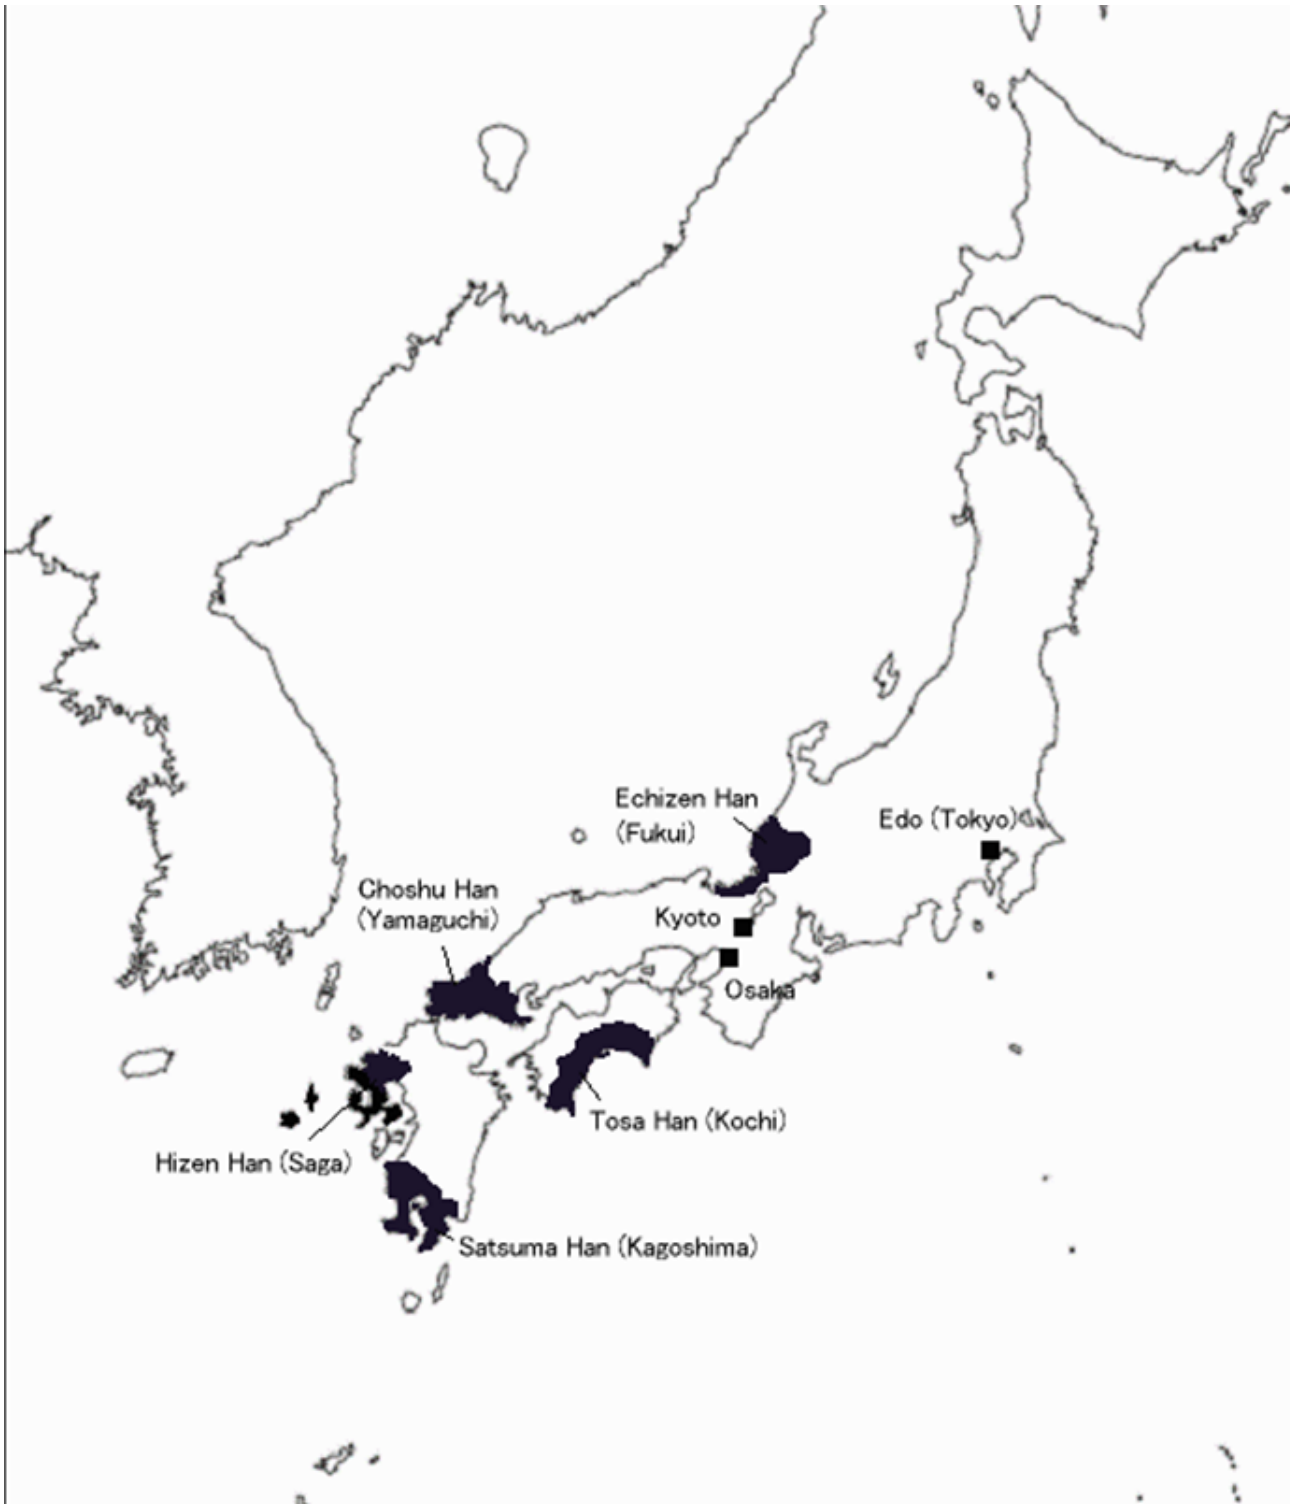 Echizen Han
(Fukui)
Edo (Tokyo)
Choshu Han
(Yamaguchi)
Kyoto
Osaka
Tosa Han (Kochi)
Hizen Han (Saga)
Satsuma Han (Kagoshima)